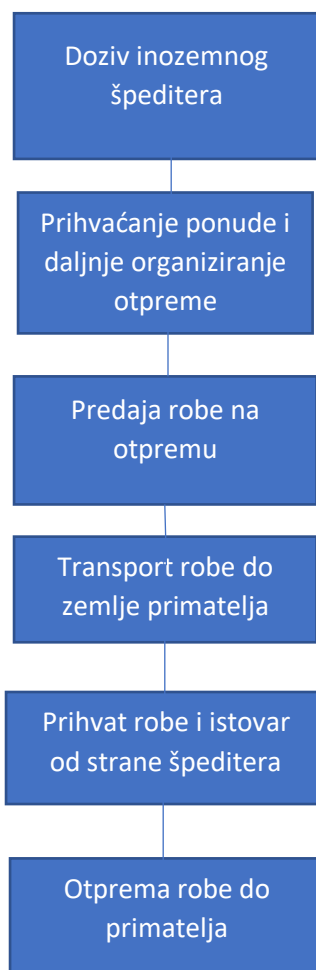 Doziv inozemnog
špeditera
Prihvaćanje ponude i
daljnje organiziranje
otpreme
Predaja robe na
otpremu
Transport robe do
zemlje primatelja
Prihvat robe i istovar
od strane špeditera
Otprema robe do
primatelja